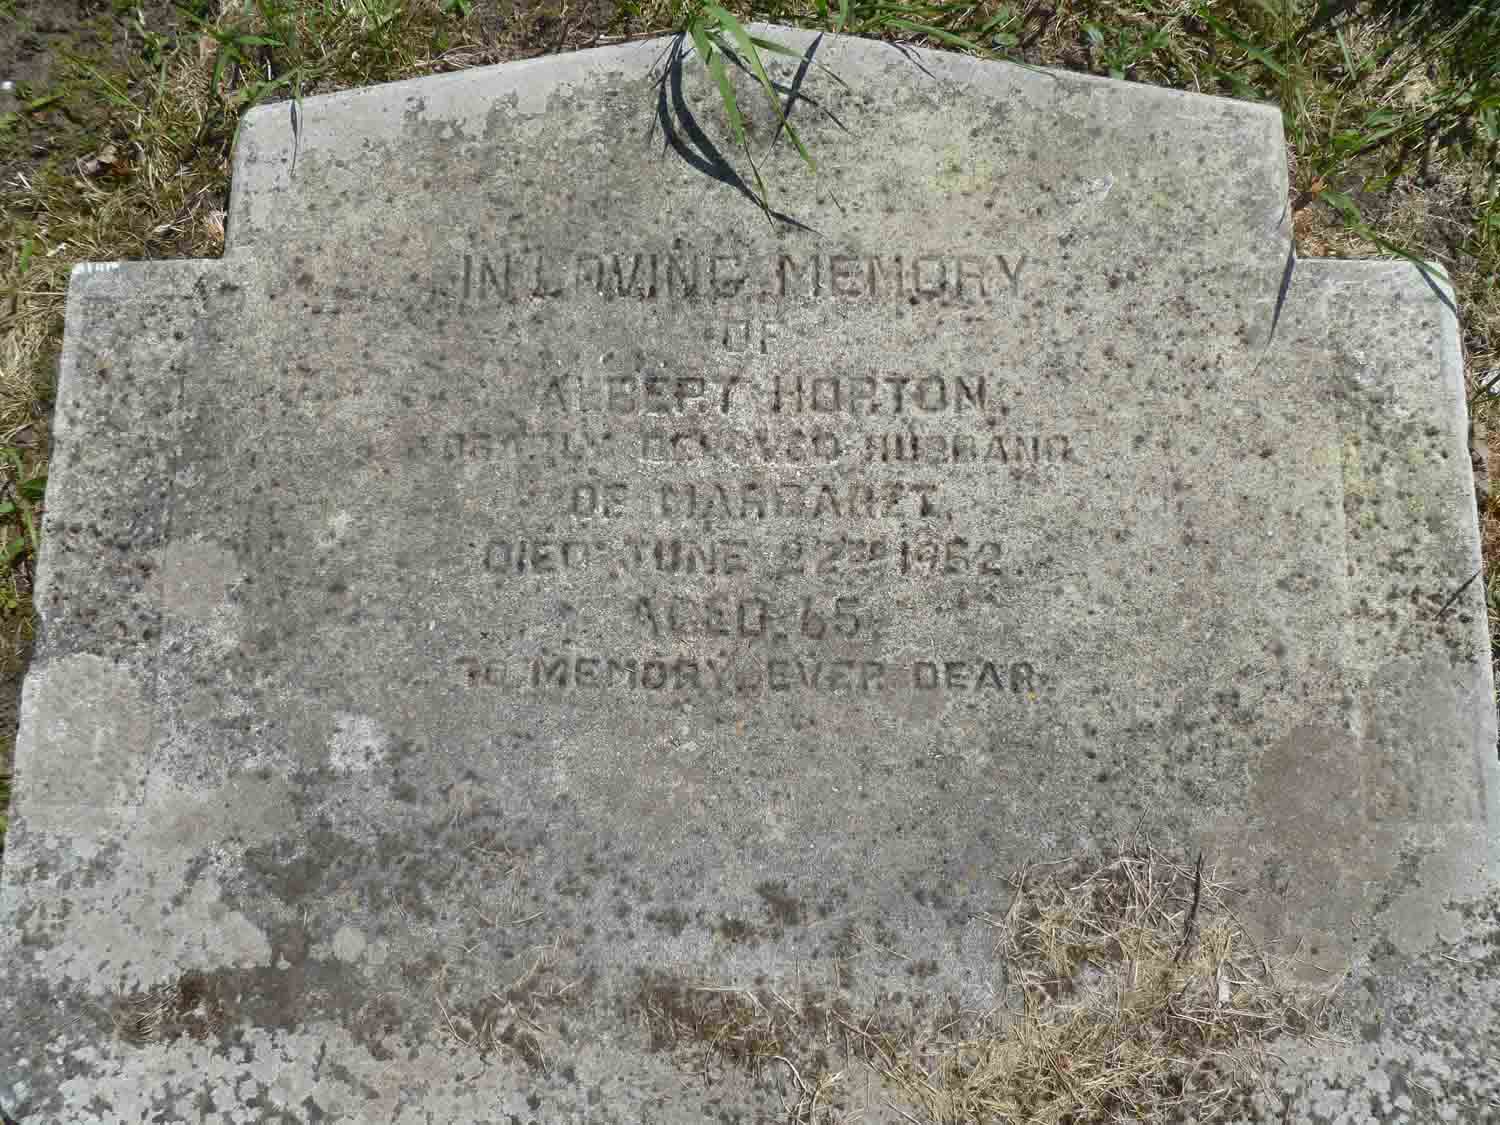 IN LOVING MEMORY
OF
ALBERT HORTON,
DEARLY BELOVED HUSBAND
OF MARGARET,
DIED JUNE 22ND 1952.
AGED 65.
TO MEMORY EVER DEAR.